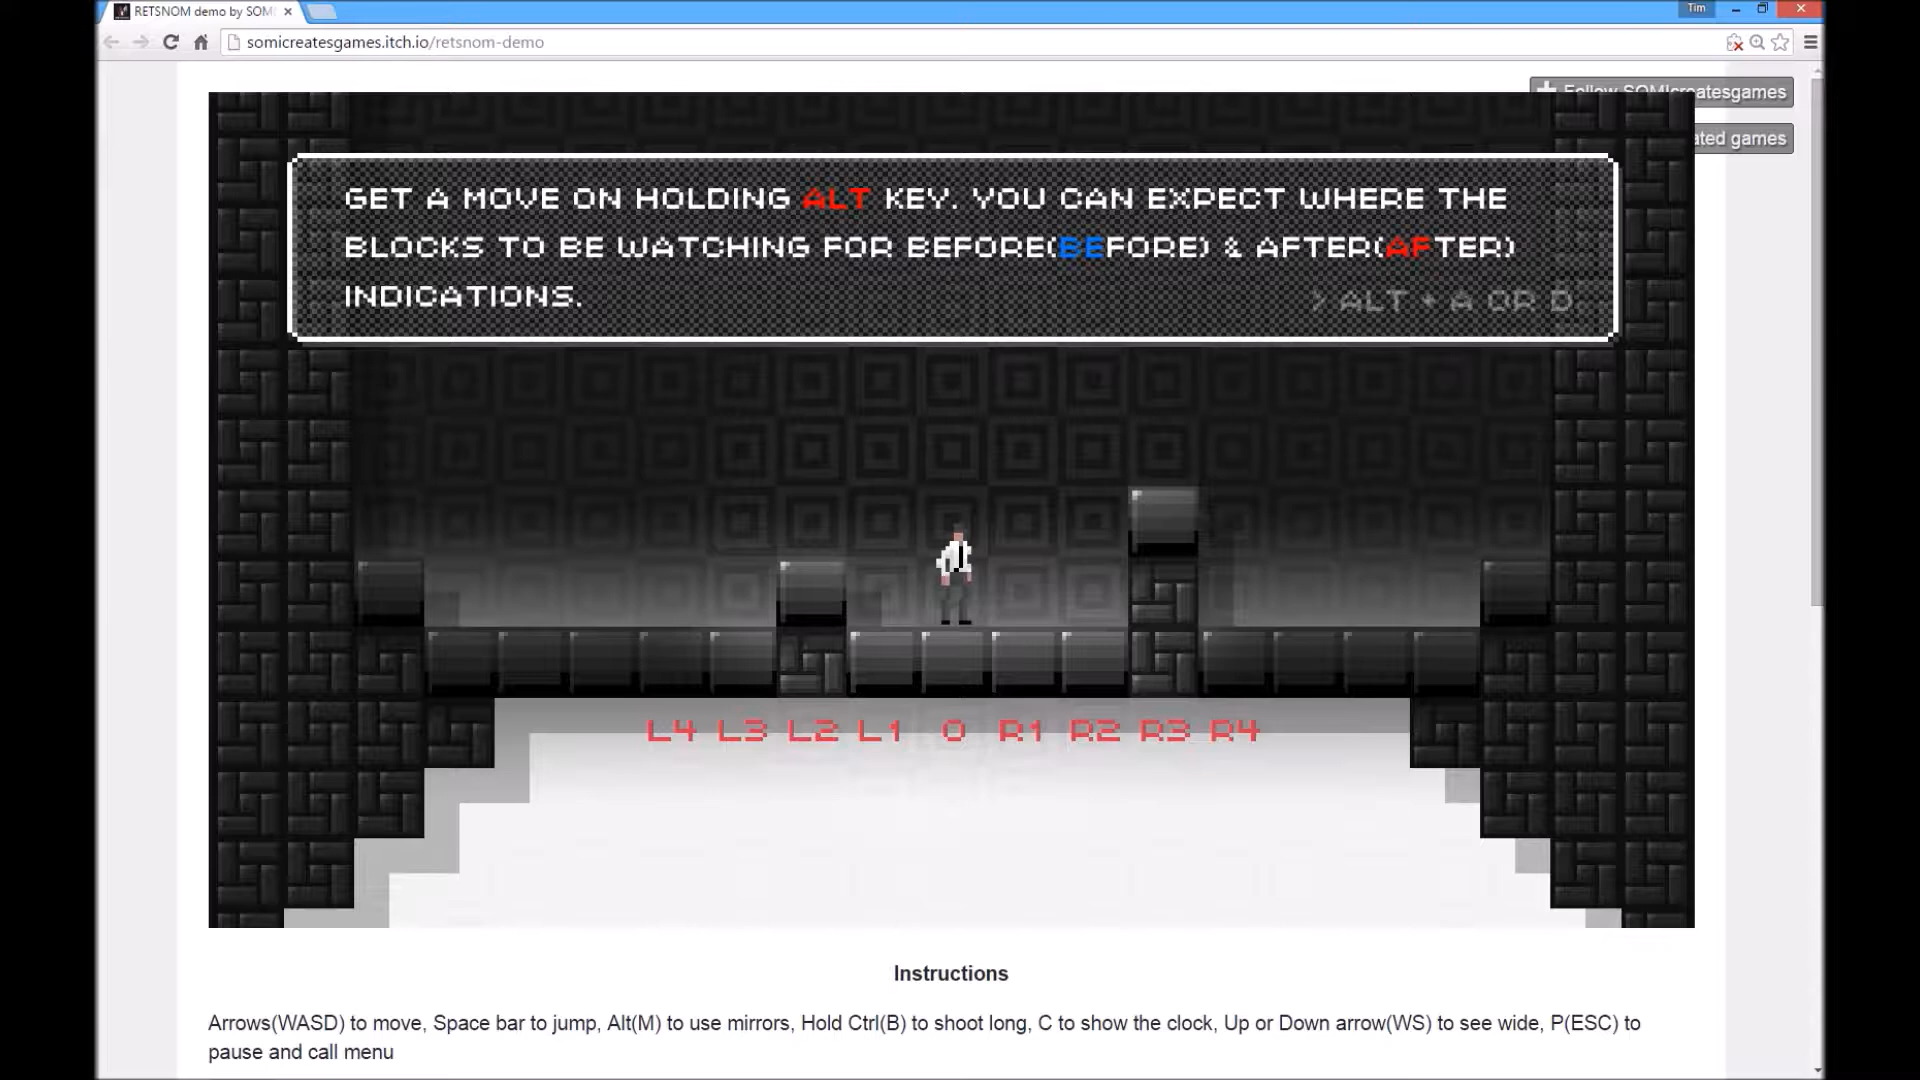 RETSNOM demo by SOMI
Tim
somicreatesgames.itch.io/retsnom-demo
Follow SOMIcreatesgames
ated games
GET A MOVE ON HOLDING ALT KEY. YOU CAN EXPECT WHERE THE
BLOCKS TO BE WATCHING FOR BEFORE(BEFORE) & AFTER(AFTER)
INDICATIONS.
> ALT + A OR D
L4 L3 L2 L1 0 R1 R2 R3 R4
Instructions
Arrows(WASD) to move, Space bar to jump, Alt(M) to use mirrors, Hold Ctrl(B) to shoot long, C to show the clock, Up or Down arrow(WS) to see wide, P(ESC) to
pause and call menu